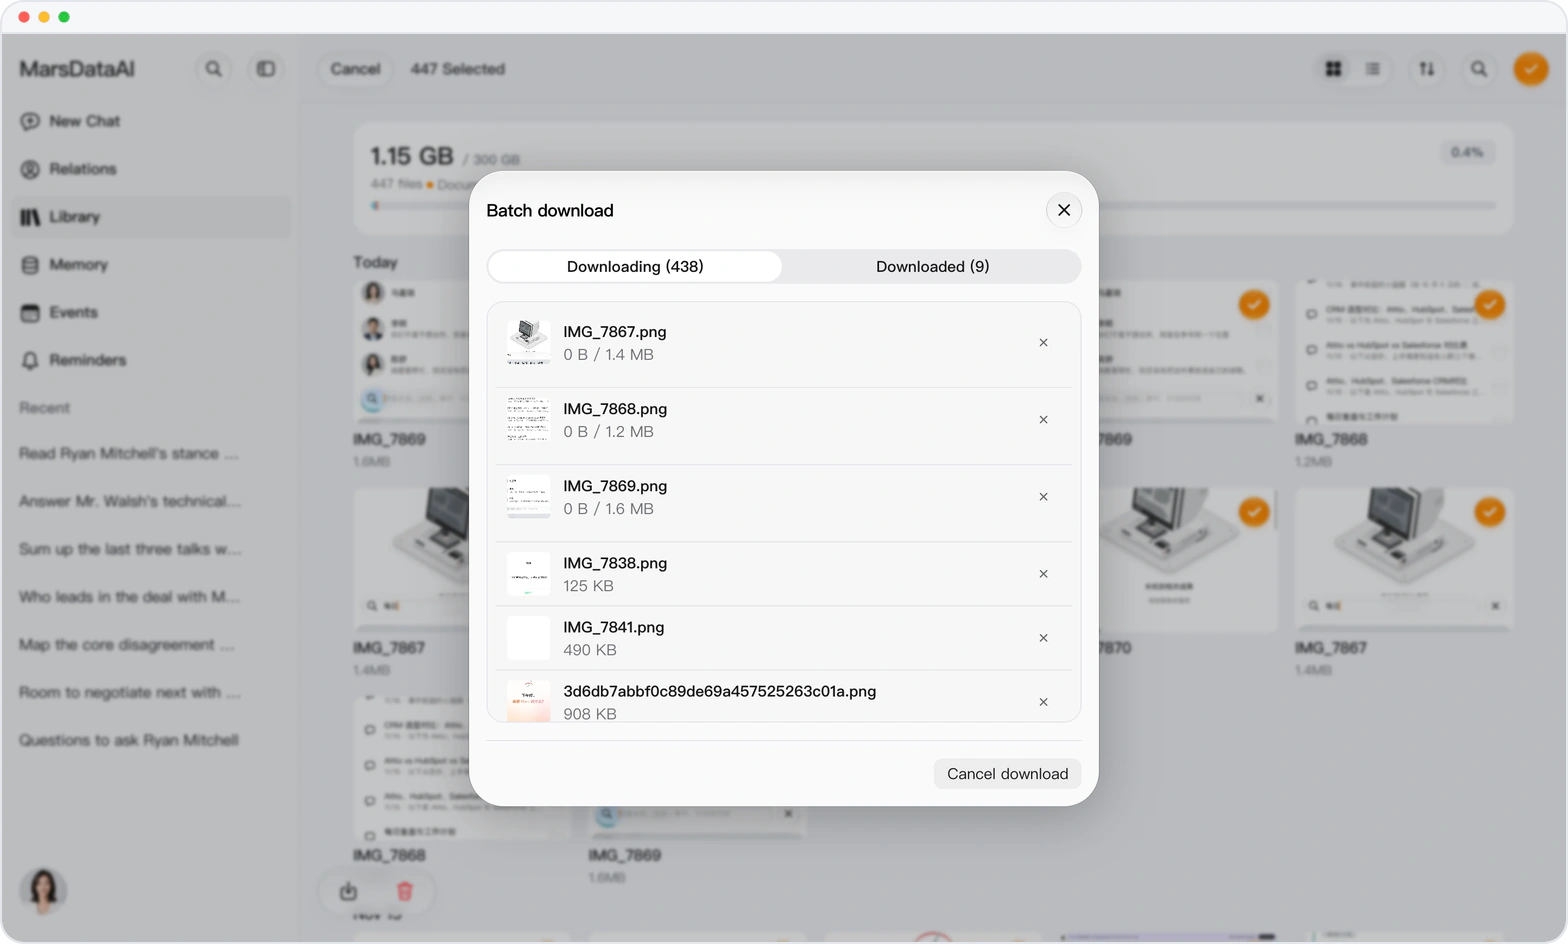 MarsDataAI
Cancel
447 Selected
New Chat
Relations
Library
Memory
Events
Reminders
Recent
Read Ryan Mitchell's stance ...
Answer Mr. Walsh's technical...
Sum up the last three talks w...
Who leads in the deal with M...
Map the core disagreement ...
Room to negotiate next with ...
Questions to ask Ryan Mitchell
1.15 GB / 300 GB
0.4%
447 files
Today
IMG_7869
1.6MB
7869
IMG_7868
1.2MB
IMG_7867
1.4MB
7870
IMG_7867
1.4MB
IMG_7868
IMG_7869
1.6MB
Nov 13
Batch download
Downloading (438)
Downloaded (9)
IMG_7867.png
0 B / 1.4 MB
IMG_7868.png
0 B / 1.2 MB
IMG_7869.png
0 B / 1.6 MB
IMG_7838.png
125 KB
IMG_7841.png
490 KB
3d6db7abbf0c89de69a457525263c01a.png
908 KB
Cancel download